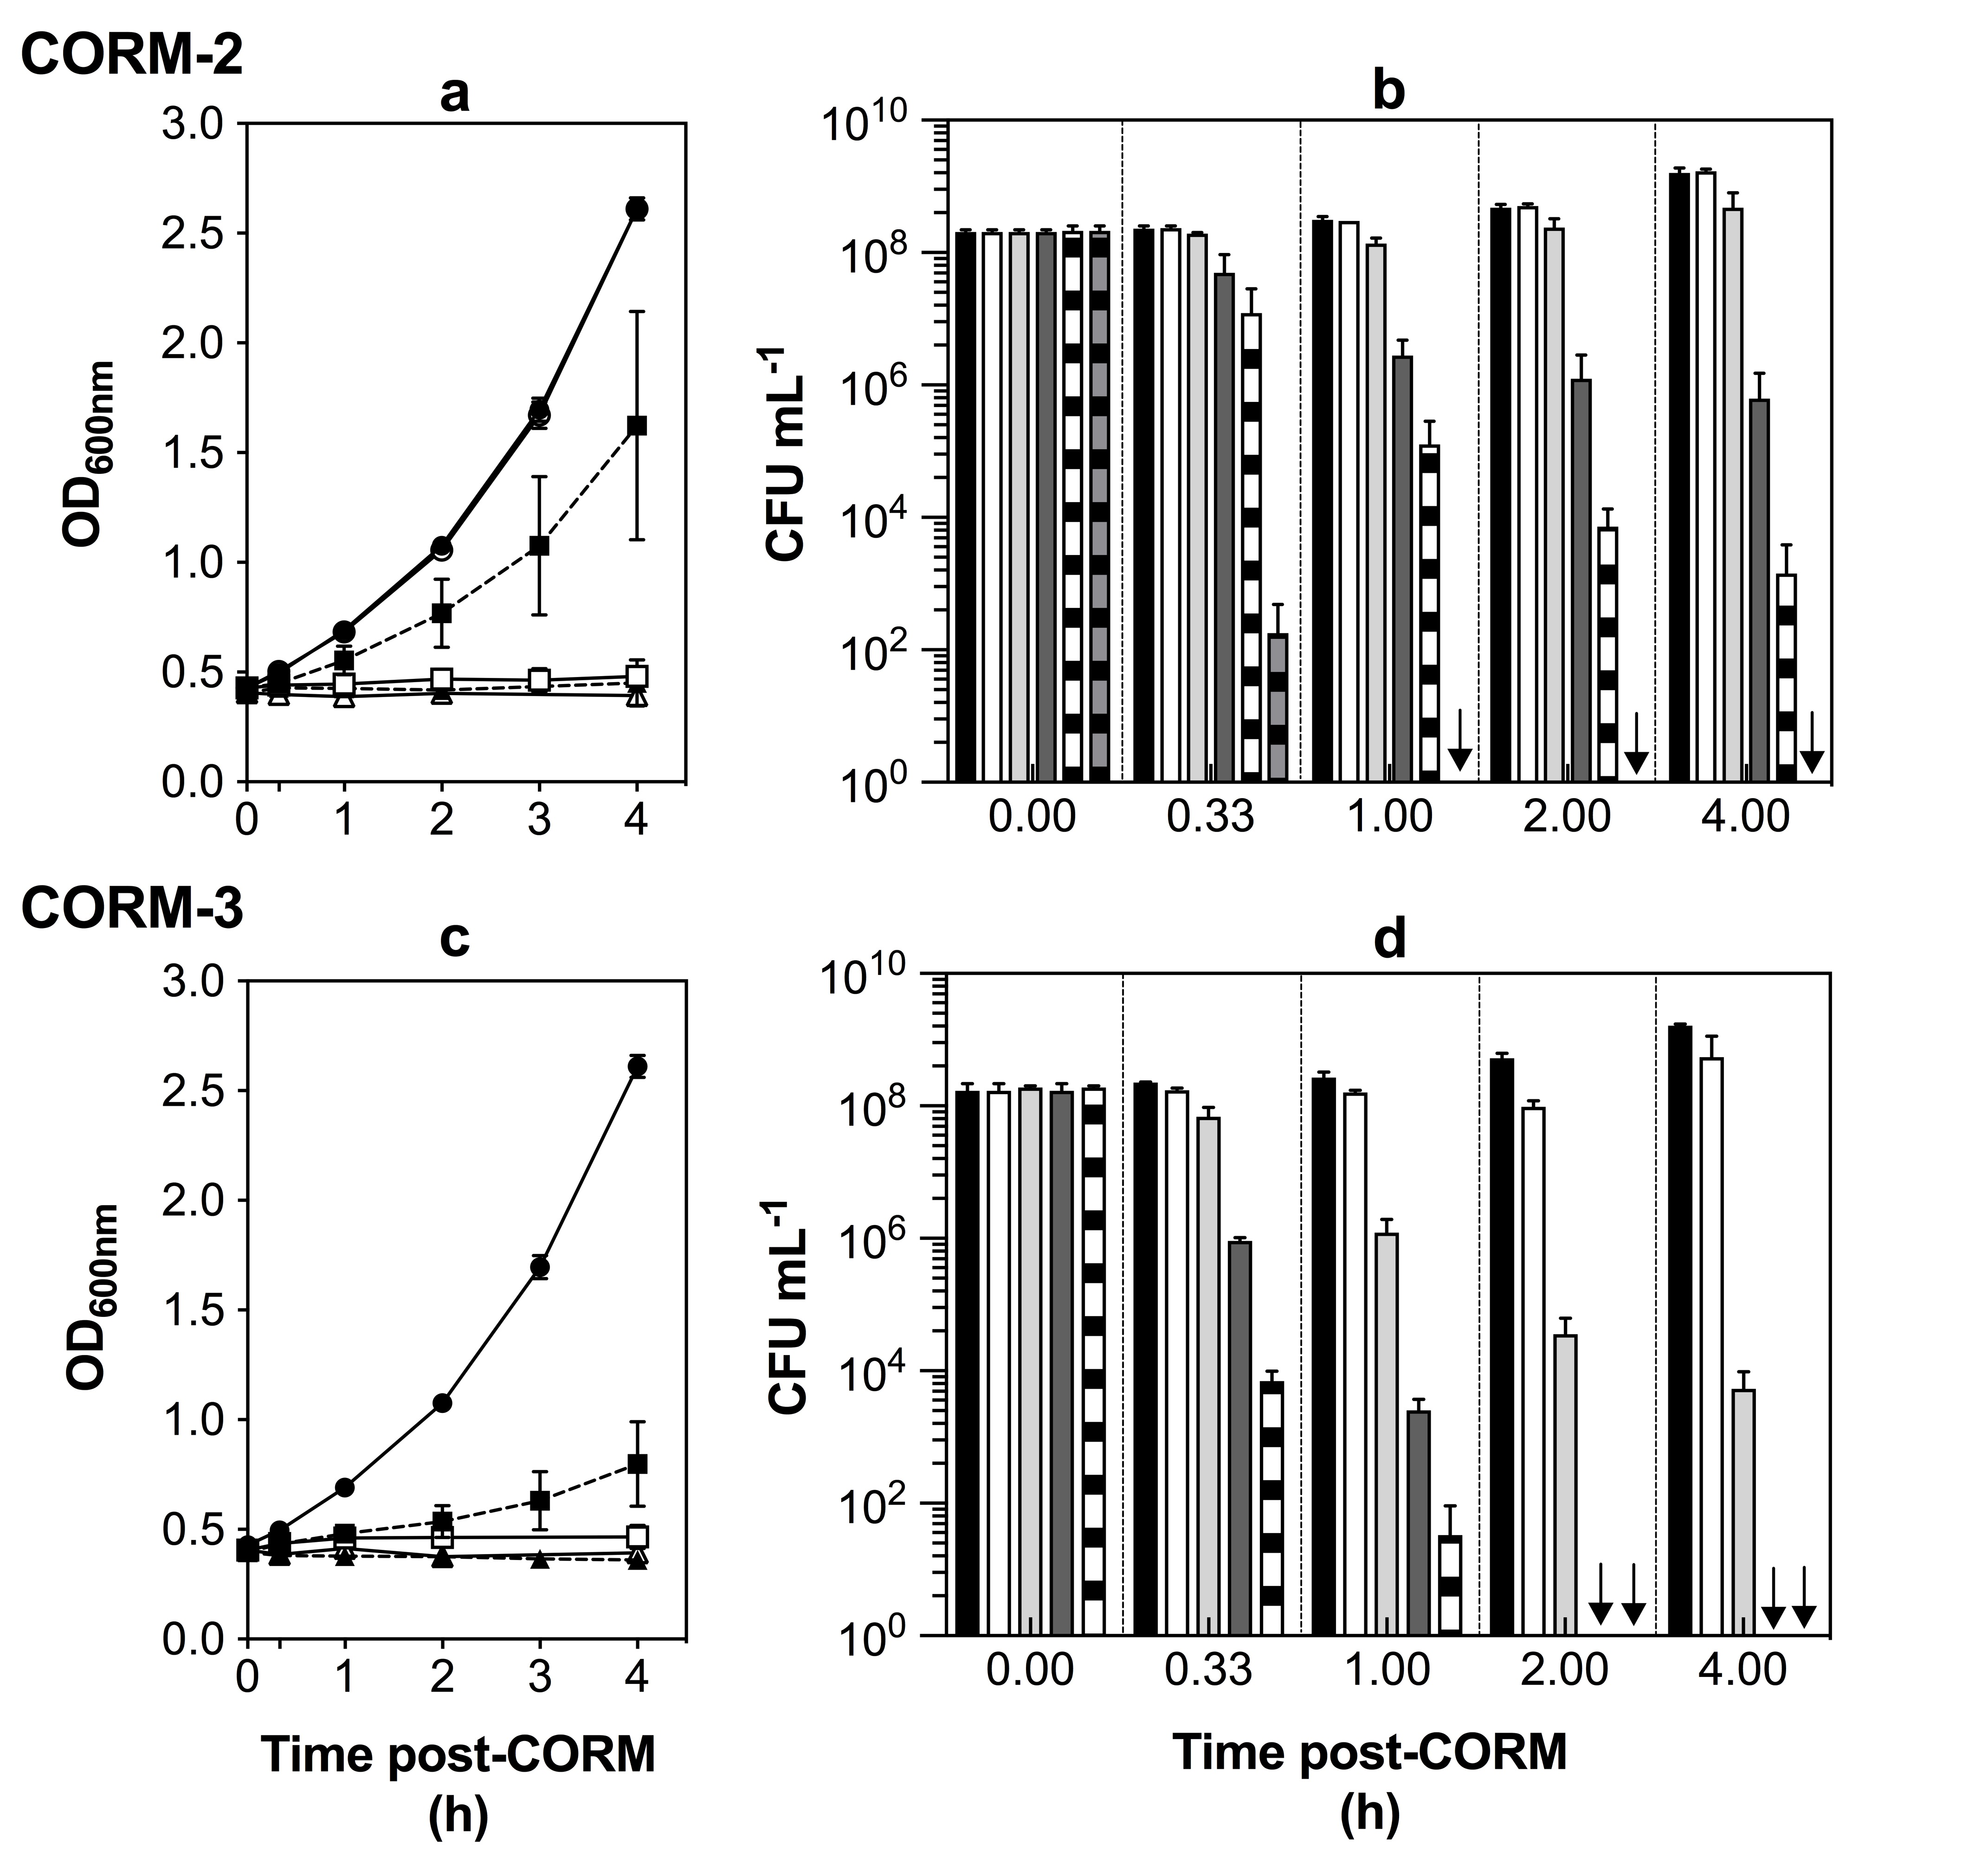 CORM-2
a
b
3.0
2.5
2.0
1.5
1.0
0.5
0.0
OD600nm
0 1 2 3 4
10^10
10^8
10^6
10^4
10^2
10^0
CFU mL^-1
0.00 0.33 1.00 2.00 4.00
CORM-3
c
d
3.0
2.5
2.0
1.5
1.0
0.5
0.0
OD600nm
0 1 2 3 4
Time post-CORM
(h)
10^10
10^8
10^6
10^4
10^2
10^0
CFU mL^-1
0.00 0.33 1.00 2.00 4.00
Time post-CORM
(h)